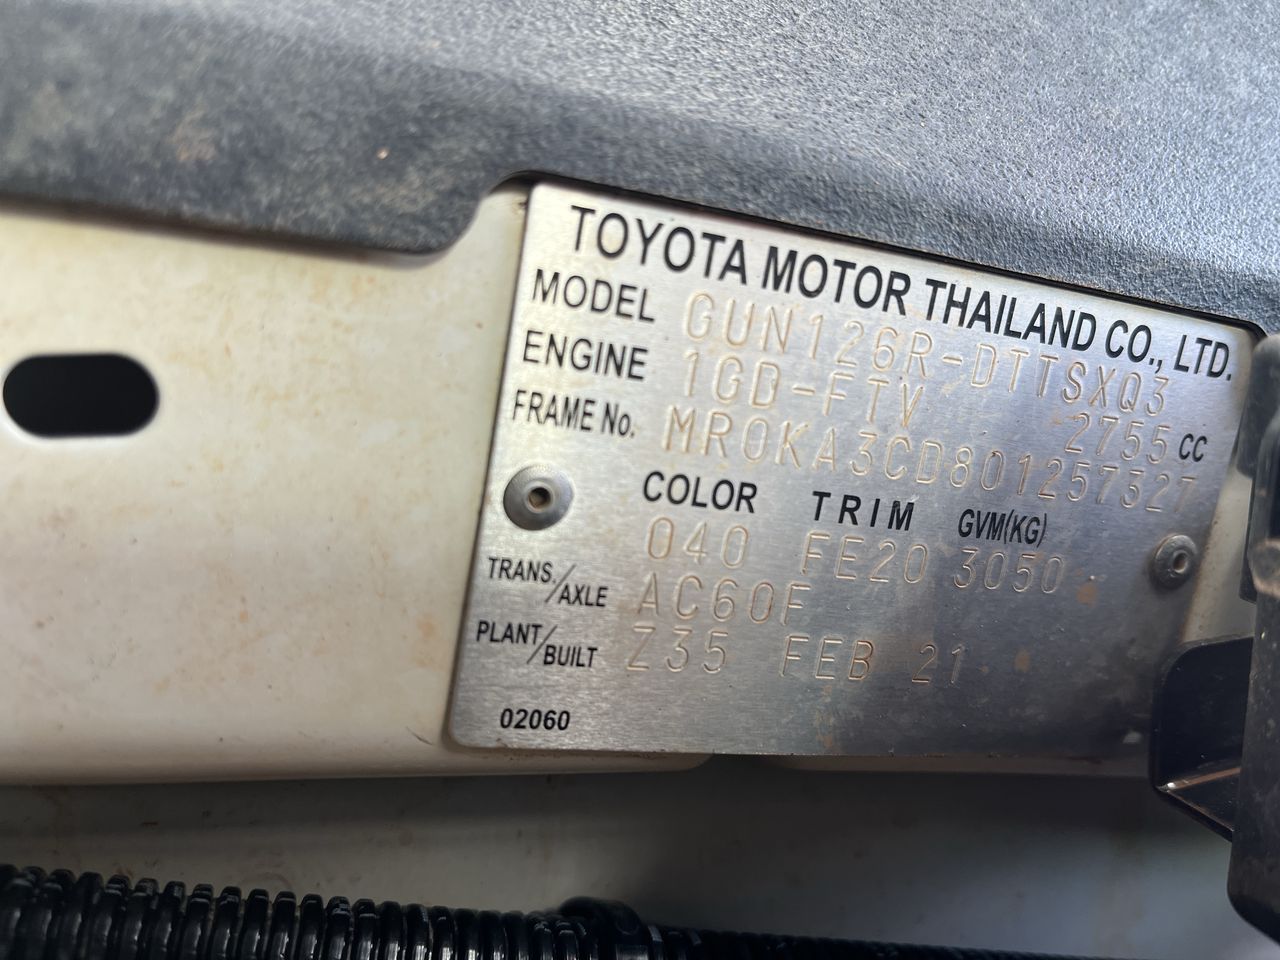 TOYOTA MOTOR THAILAND CO., LTD.
MODEL GUN126R-DTTSXQ3
ENGINE 1GD-FTV 2755 CC
FRAME No. MR0KA3CD801257327
COLOR TRIM GVM(KG)
040 FE20 3050
TRANS./AXLE AC60F
PLANT/BUILT Z35 FEB 21
02060